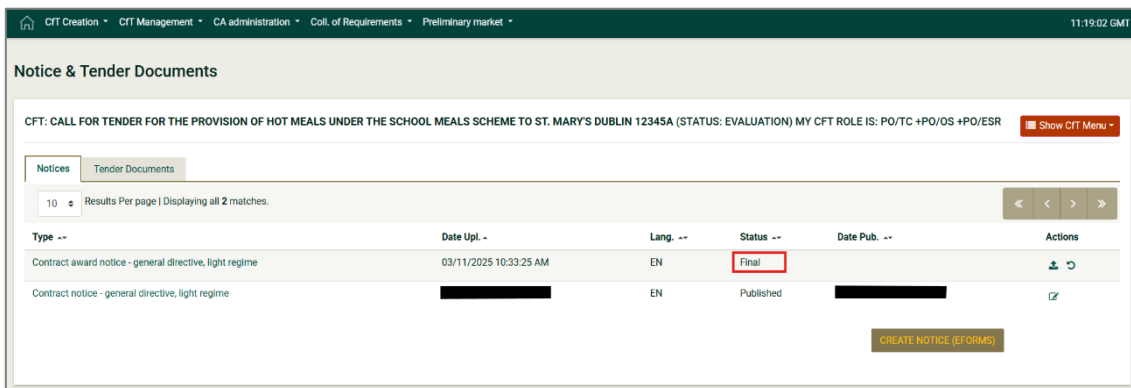 CfT Creation CfT Management CA administration Coll. of Requirements Preliminary market 11:19:02 GMT
Notice & Tender Documents
CFT: CALL FOR TENDER FOR THE PROVISION OF HOT MEALS UNDER THE SCHOOL MEALS SCHEME TO ST. MARY'S DUBLIN 12345A (STATUS: EVALUATION) MY CFT ROLE IS: PO/TC +PO/OS +PO/ESR Show CfT Menu
Notices Tender Documents
10 Results Per page | Displaying all 2 matches. « < > »
Type Date Upl. Lang. Status Date Pub. Actions
Contract award notice - general directive, light regime 03/11/2025 10:33:25 AM EN Final
Contract notice - general directive, light regime EN Published
CREATE NOTICE (EFORMS)